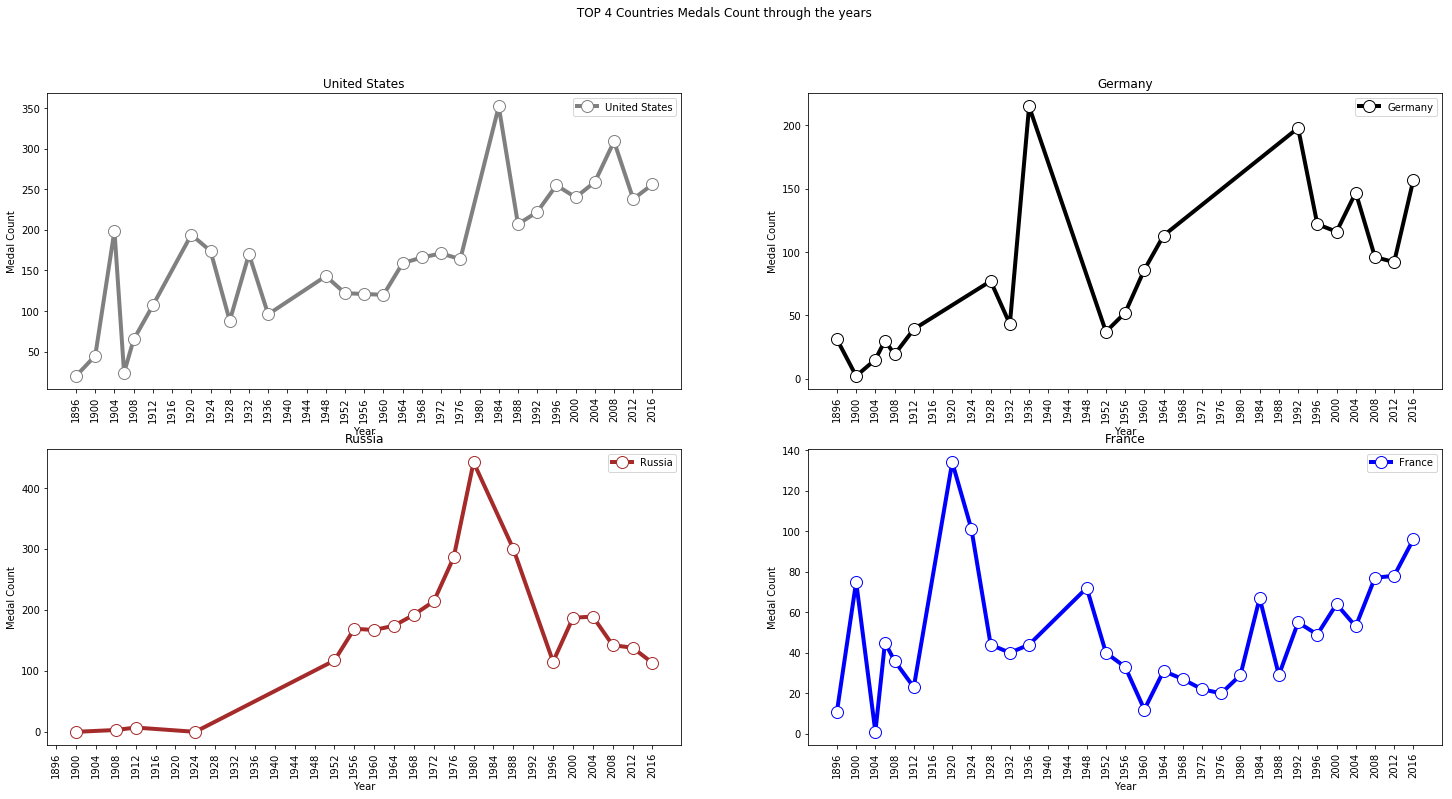 TOP 4 Countries Medals Count through the years
United States
United States
Medal Count
350
300
250
200
150
100
50
1896 1900 1904 1908 1912 1916 1920 1924 1928 1932 1936 1940 1944 1948 1952 1956 1960 1964 1968 1972 1976 1980 1984 1988 1992 1996 2000 2004 2008 2012 2016
Year
Germany
Germany
Medal Count
200
150
100
50
0
1896 1900 1904 1908 1912 1916 1920 1924 1928 1932 1936 1940 1944 1948 1952 1956 1960 1964 1968 1972 1976 1980 1984 1988 1992 1996 2000 2004 2008 2012 2016
Year
Russia
Russia
Medal Count
400
300
200
100
0
1896 1900 1904 1908 1912 1916 1920 1924 1928 1932 1936 1940 1944 1948 1952 1956 1960 1964 1968 1972 1976 1980 1984 1988 1992 1996 2000 2004 2008 2012 2016
Year
France
France
Medal Count
140
120
100
80
60
40
20
0
1896 1900 1904 1908 1912 1916 1920 1924 1928 1932 1936 1940 1944 1948 1952 1956 1960 1964 1968 1972 1976 1980 1984 1988 1992 1996 2000 2004 2008 2012 2016
Year